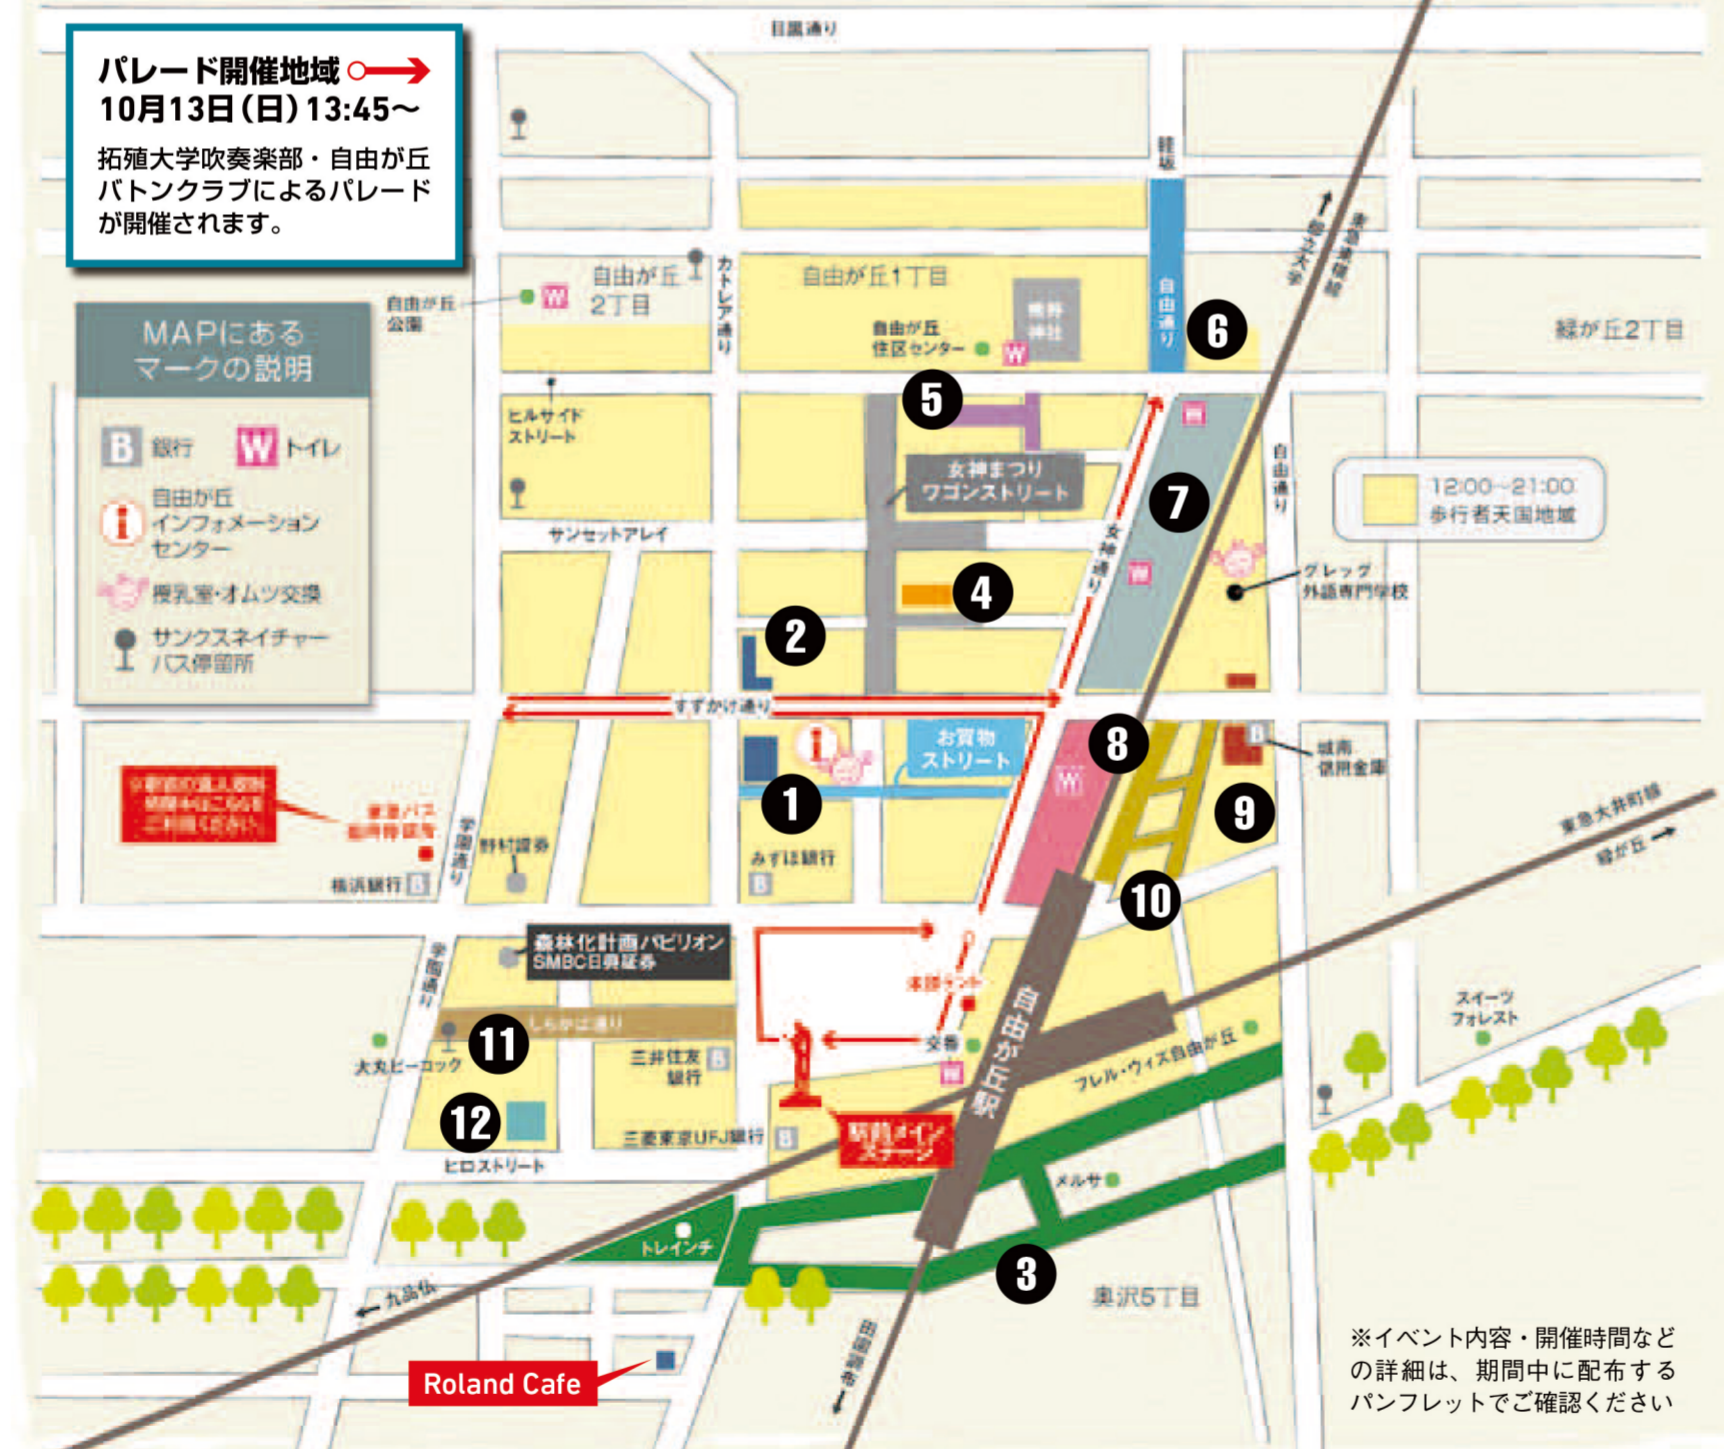 目黒通り
パレード開催地域
10月13日(日)13:45〜
拓殖大学吹奏楽部・自由が丘
バトンクラブによるパレード
が開催されます。
MAPにある
マークの説明
B 銀行
W トイレ
i 自由が丘
インフォメーション
センター
授乳室・オムツ交換
サンクスネイチャー
バス停留所
自由が丘
公園
W
自由が丘
2丁目
カトレア通り
自由が丘1丁目
自由が丘
住区センター
W
熊野
神社
自由通り
6
緑が丘2丁目
ヒルサイド
ストリート
5
女神まつり
ワゴンストリート
W
7
自由通り
12:00~21:00
歩行者天国地域
サンセットアレイ
女神通り
W
グレッグ
外語専門学校
4
2
すずかけ通り
i
お買物
ストリート
8
W
B
城南
信用金庫
1
9
学園通り
野村證券
みずほ銀行
B
横浜銀行 B
10
東急大井町線
緑が丘
森林化計画パビリオン
SMBC日興証券
学園通り
しらかば通り
11
大丸ピーコック
三井住友
銀行
B
本部テント
交番
W
自由が丘駅
フレル・ウィズ自由が丘
スイーツ
フォレスト
12
三菱東京UFJ銀行 B
駅前メイン
ステージ
ヒロストリート
メルサ
トレインチ
3
奥沢5丁目
九品仏
Roland Cafe
※イベント内容・開催時間など
の詳細は、期間中に配布する
パンフレットでご確認ください